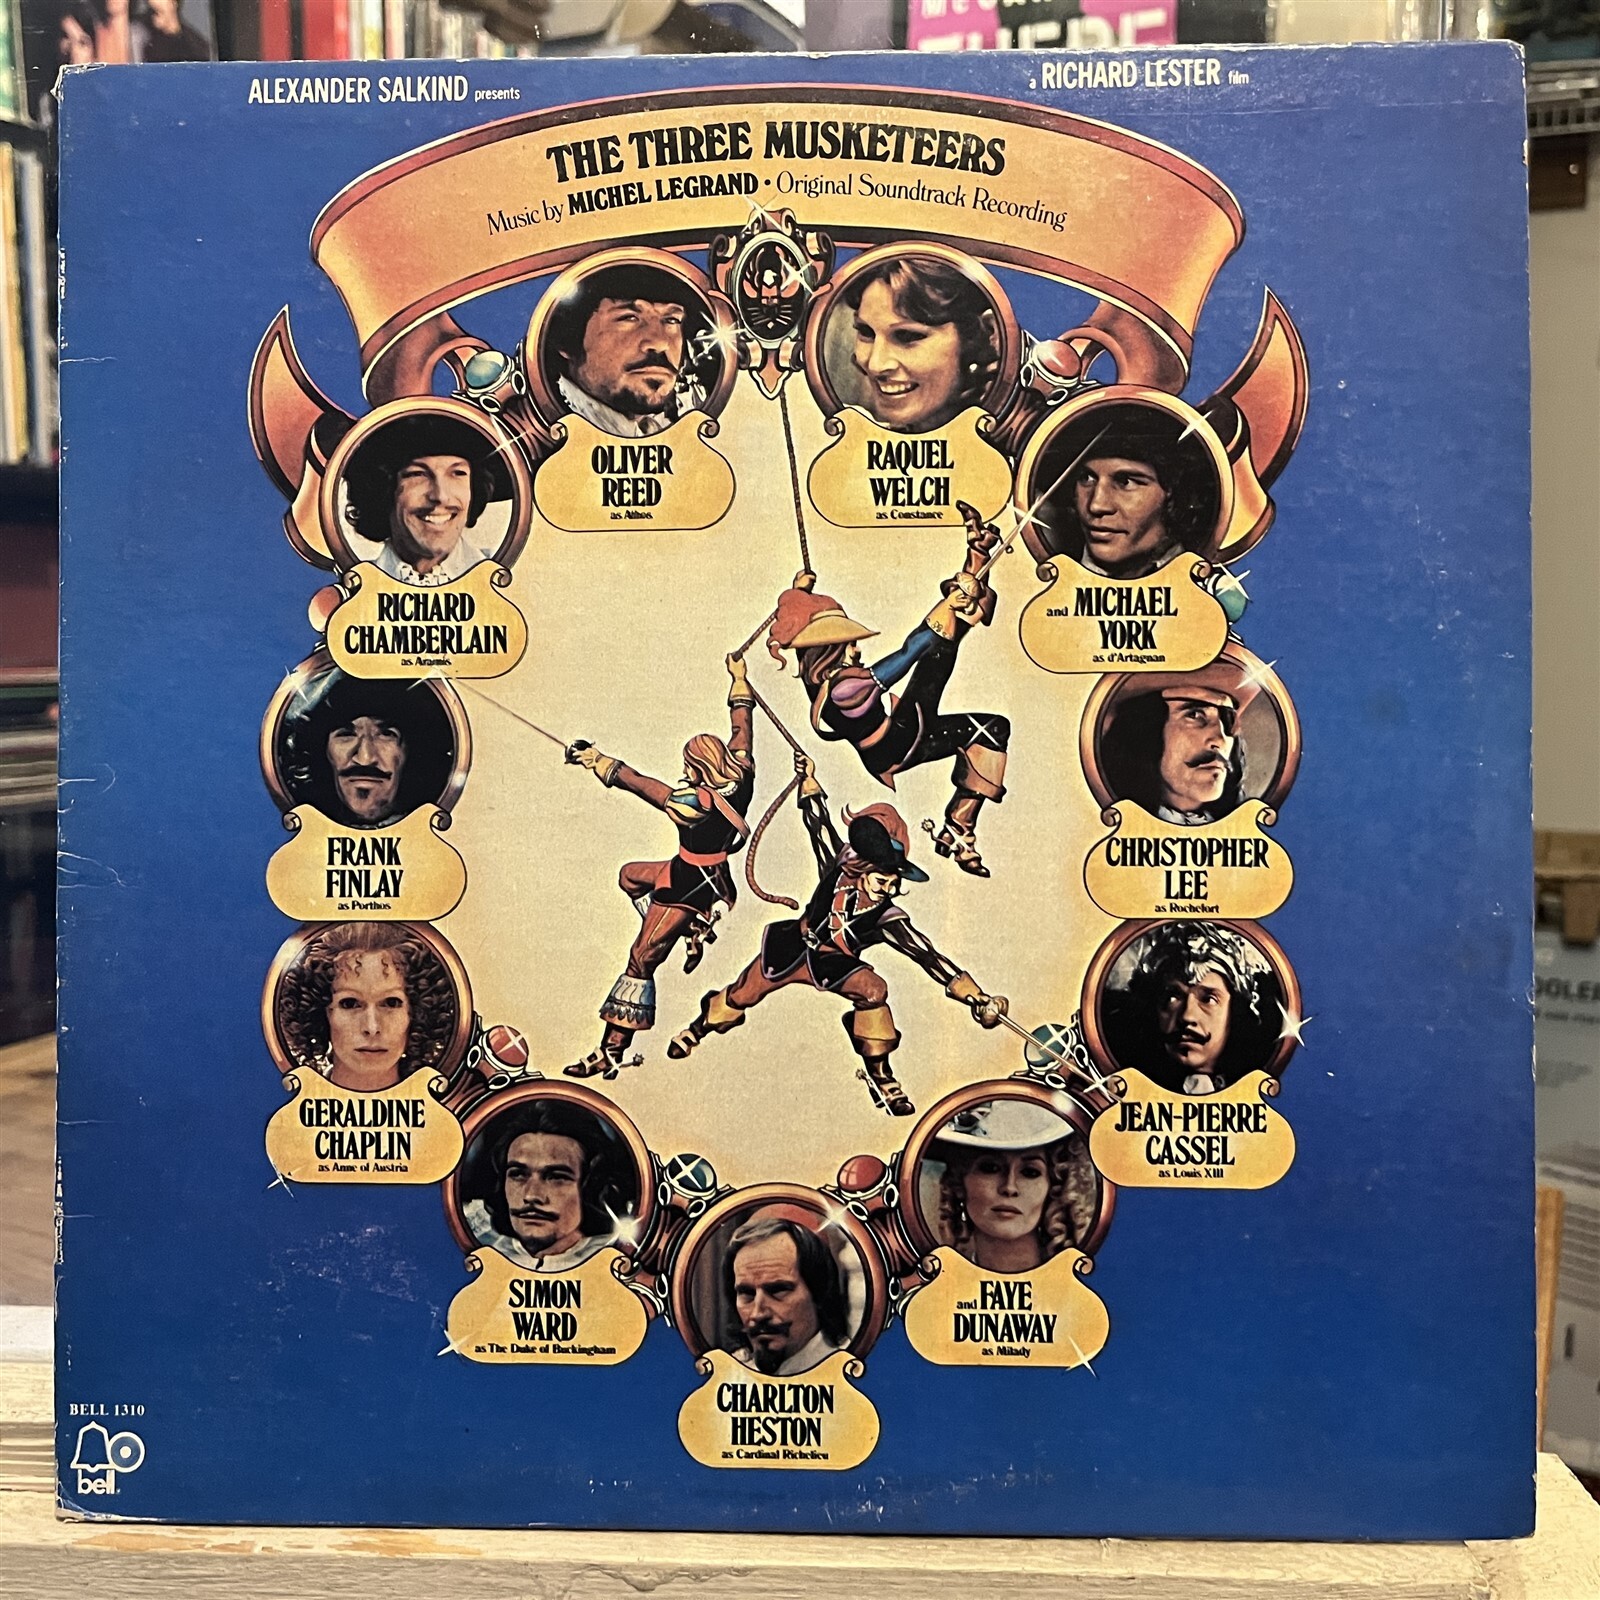 ALEXANDER SALKIND presents
a RICHARD LESTER film
THE THREE MUSKETEERS
Music by MICHEL LEGRAND • Original Soundtrack Recording
OLIVER
REED
as Athos
RAQUEL
WELCH
as Constance
RICHARD
CHAMBERLAIN
as Aramis
and MICHAEL
YORK
as d'Artagnan
FRANK
FINLAY
as Porthos
CHRISTOPHER
LEE
as Rochefort
GERALDINE
CHAPLIN
as Anne of Austria
JEAN-PIERRE
CASSEL
as Louis XIII
SIMON
WARD
as The Duke of Buckingham
and FAYE
DUNAWAY
as Milady
CHARLTON
HESTON
as Cardinal Richelieu
BELL 1310
bell